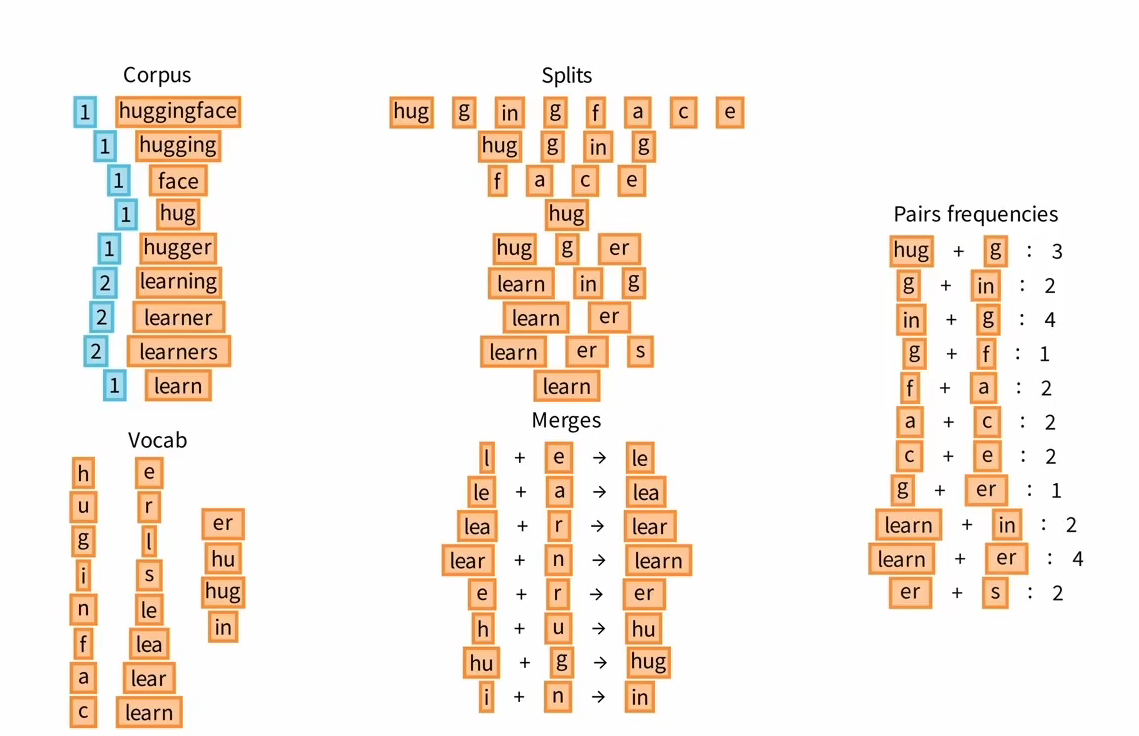 Corpus
1 huggingface
1 hugging
1 face
1 hug
1 hugger
2 learning
2 learner
2 learners
1 learn
Vocab
h e
u r
g l
i s
n le
f lea
a lear
c learn
er
hu
hug
in
Splits
hug g in g f a c e
hug g in g
f a c e
hug
hug g er
learn in g
learn er
learn er s
learn
Merges
l + e → le
le + a → lea
lea + r → lear
lear + n → learn
e + r → er
h + u → hu
hu + g → hug
i + n → in
Pairs frequencies
hug + g : 3
g + in : 2
in + g : 4
g + f : 1
f + a : 2
a + c : 2
c + e : 2
g + er : 1
learn + in : 2
learn + er : 4
er + s : 2